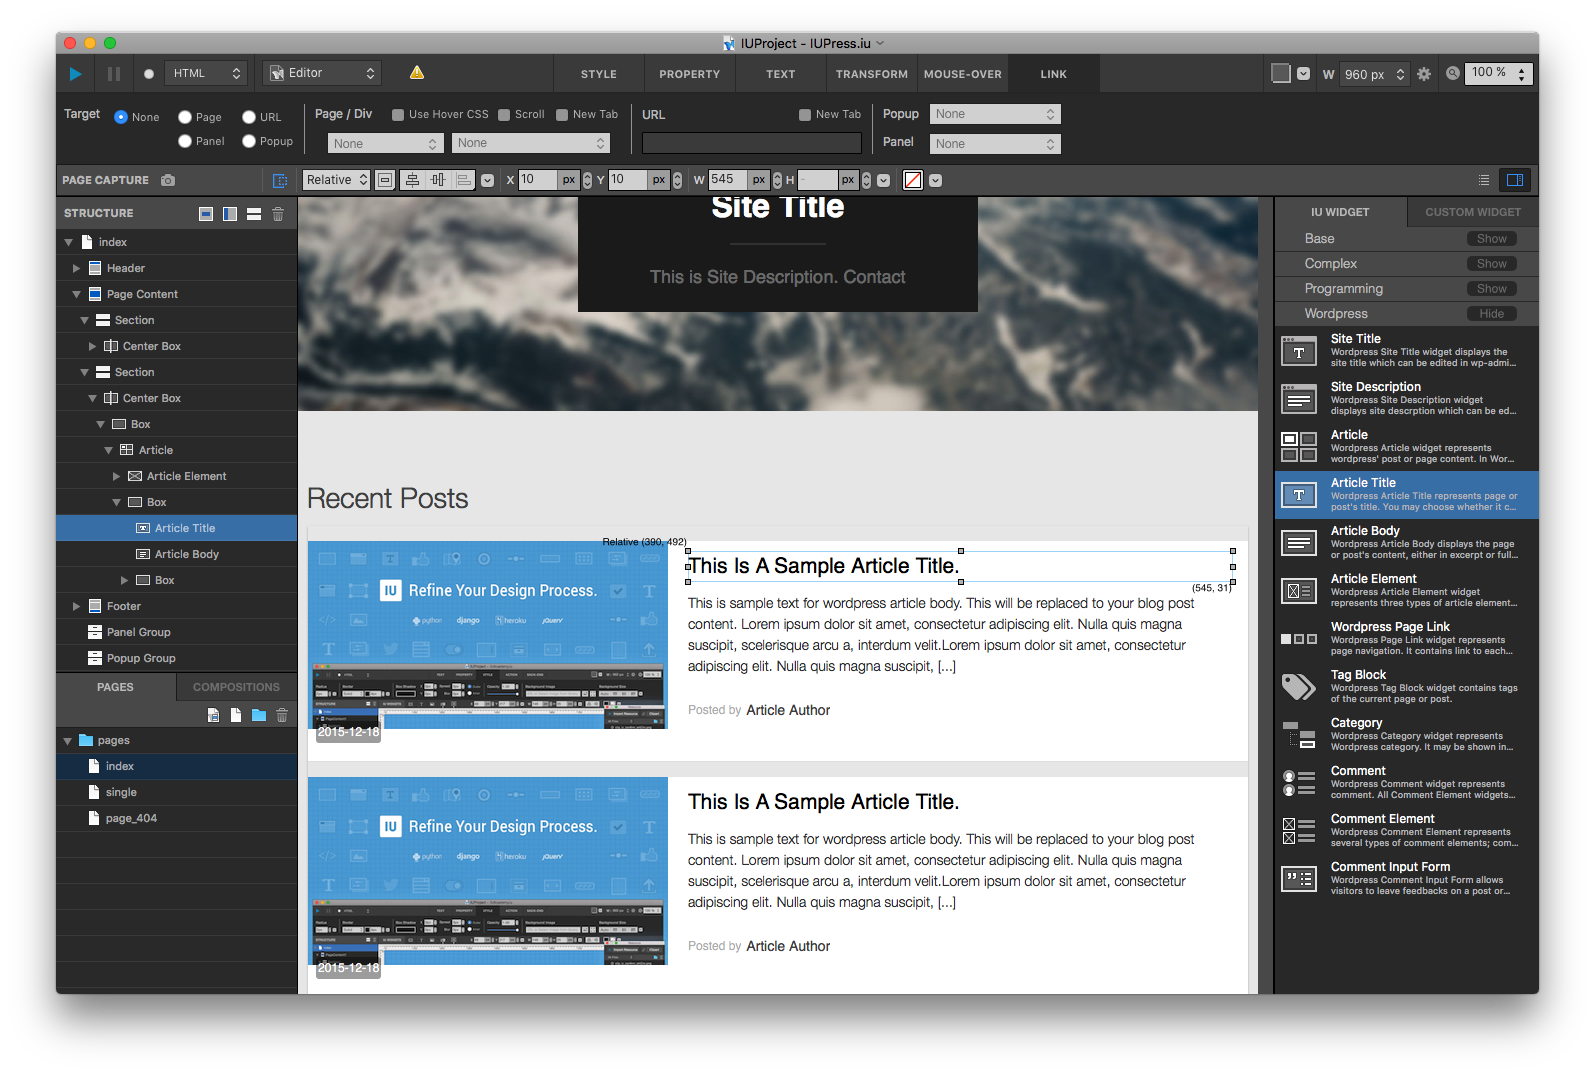 IUProject - IUPress.iu
HTML
Editor
STYLE
PROPERTY
TEXT
TRANSFORM
MOUSE-OVER
LINK
W 960 px
100 %
Target
None
Page
URL
Panel
Popup
Page / Div
Use Hover CSS
Scroll
New Tab
None
None
URL
New Tab
Popup
None
Panel
None
PAGE CAPTURE
Relative
X 10 px
Y 10 px
W 545 px
H - px
STRUCTURE
index
Header
Page Content
Section
Center Box
Section
Center Box
Box
Article
Article Element
Box
Article Title
Article Body
Box
Footer
Panel Group
Popup Group
PAGES
COMPOSITIONS
pages
index
single
page_404
Site Title
This is Site Description. Contact
Recent Posts
Relative (390, 492)
IU Refine Your Design Process.
python django heroku jQuery
2015-12-18
This Is A Sample Article Title.
(545, 31)
This is sample text for wordpress article body. This will be replaced to your blog post
content. Lorem ipsum dolor sit amet, consectetur adipiscing elit. Nulla quis magna
suscipit, scelerisque arcu a, interdum velit.Lorem ipsum dolor sit amet, consectetur
adipiscing elit. Nulla quis magna suscipit, [...]
Posted by Article Author
IU Refine Your Design Process.
python django heroku jQuery
2015-12-18
This Is A Sample Article Title.
This is sample text for wordpress article body. This will be replaced to your blog post
content. Lorem ipsum dolor sit amet, consectetur adipiscing elit. Nulla quis magna
suscipit, scelerisque arcu a, interdum velit.Lorem ipsum dolor sit amet, consectetur
adipiscing elit. Nulla quis magna suscipit, [...]
Posted by Article Author
IU WIDGET
CUSTOM WIDGET
Base Show
Complex Show
Programming Show
Wordpress Hide
Site Title
Wordpress Site Title widget displays the
site title which can be edited in wp-admi...
Site Description
Wordpress Site Description widget
displays site descrption which can be ed...
Article
Wordpress Article widget represents
wordpress' post or page content. In Wor...
Article Title
Wordpress Article Title represents page or
post's title. You may choose whether it c...
Article Body
Wordpress Article Body displays the page
or post's content, either in excerpt or full...
Article Element
Wordpress Article Element widget
represents three types of article element...
Wordpress Page Link
Wordpress Page Link widget represents
page navigation. It contains link to each...
Tag Block
Wordpress Tag Block widget contains tags
of the current page or post.
Category
Wordpress Category widget represents
Wordpress category. It may be shown in...
Comment
Wordpress Comment widget represents
comment. All Comment Element widgets...
Comment Element
Wordpress Comment Element represents
several types of comment elements; com...
Comment Input Form
Wordpress Comment Input Form allows
visitors to leave feedbacks on a post or...